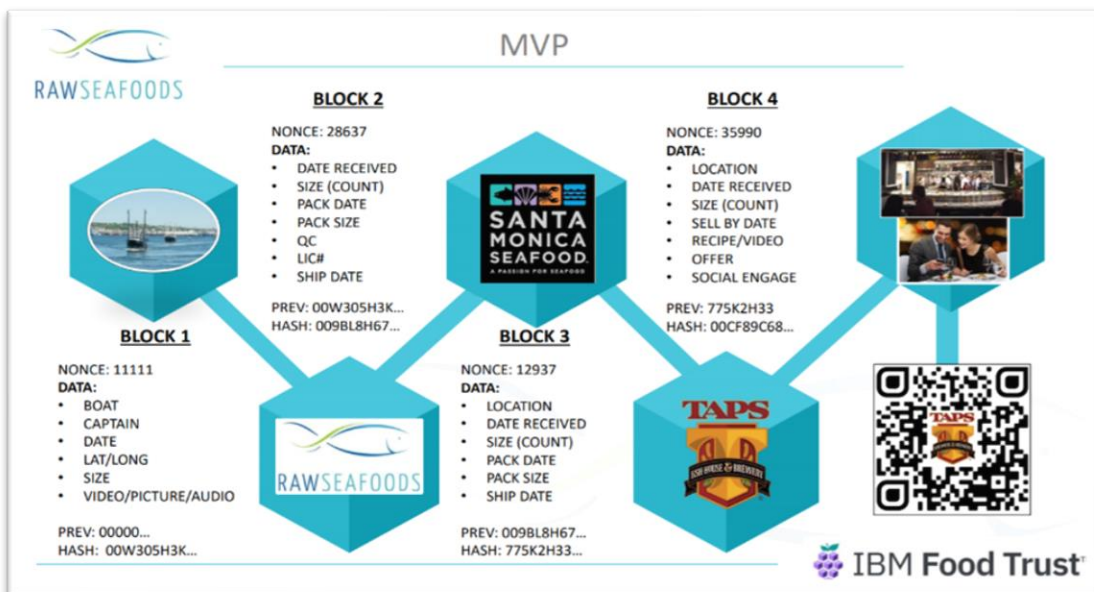 MVP
RAWSEAFOODS
BLOCK 1
NONCE: 11111
DATA:
• BOAT
• CAPTAIN
• DATE
• LAT/LONG
• SIZE
• VIDEO/PICTURE/AUDIO
PREV: 00000...
HASH: 00W305H3K...
BLOCK 2
NONCE: 28637
DATA:
• DATE RECEIVED
• SIZE (COUNT)
• PACK DATE
• PACK SIZE
• QC
• LIC#
• SHIP DATE
PREV: 00W305H3K...
HASH: 009BL8H67...
RAWSEAFOODS
SANTA
MONICA
SEAFOOD
A PASSION FOR SEAFOOD
BLOCK 3
NONCE: 12937
DATA:
• LOCATION
• DATE RECEIVED
• SIZE (COUNT)
• PACK DATE
• PACK SIZE
• SHIP DATE
PREV: 009BL8H67...
HASH: 775K2H33...
BLOCK 4
NONCE: 35990
DATA:
• LOCATION
• DATE RECEIVED
• SIZE (COUNT)
• SELL BY DATE
• RECIPE/VIDEO
• OFFER
• SOCIAL ENGAGE
PREV: 775K2H33
HASH: 00CF89C68...
TAPS
FISH HOUSE & BREWERY
TAPS
IBM Food Trust